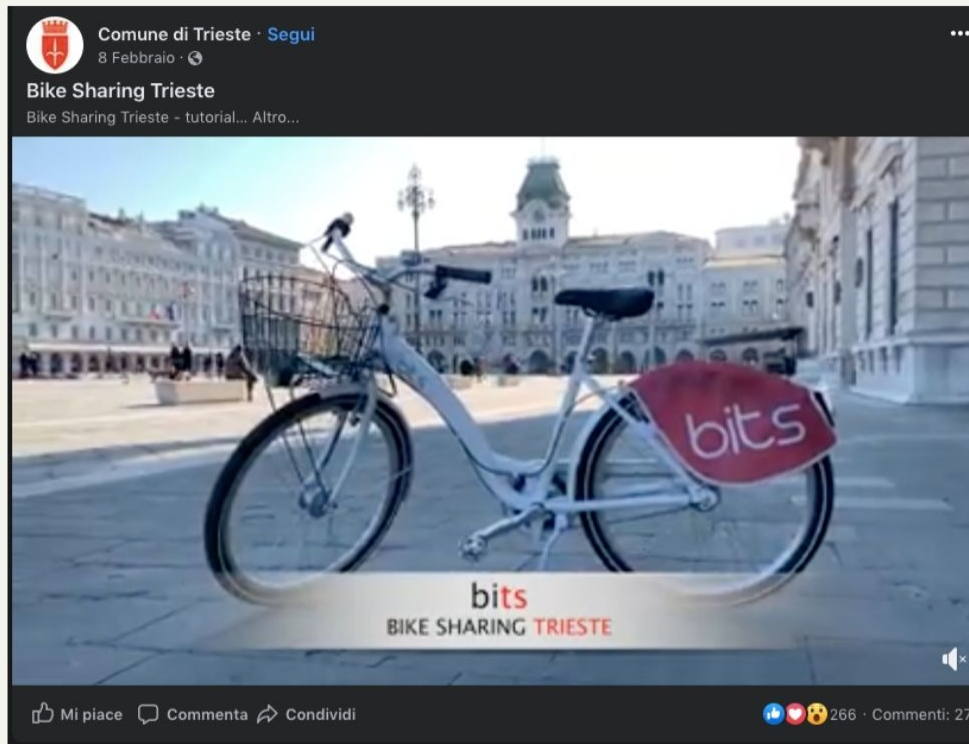 Comune di Trieste · Segui
8 Febbraio ·
Bike Sharing Trieste
Bike Sharing Trieste - tutorial... Altro...
bits
bits
BIKE SHARING TRIESTE
Mi piace Commenta Condividi 266 · Commenti: 27